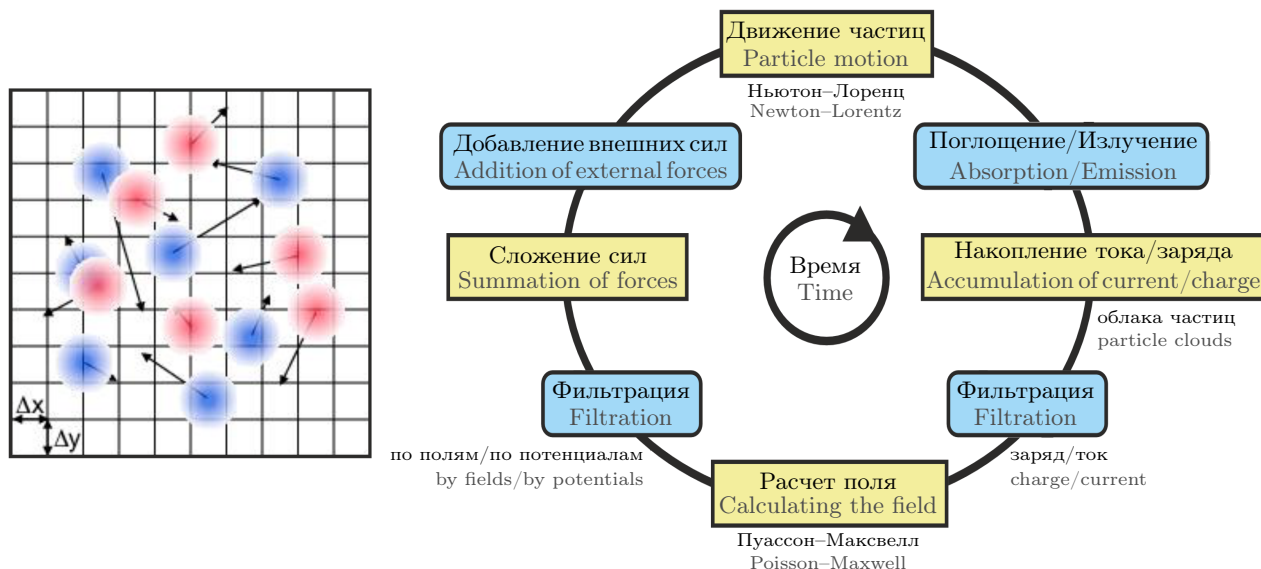 Движение частиц
Particle motion
Ньютон–Лоренц
Newton–Lorentz
Добавление внешних сил
Addition of external forces
Поглощение/Излучение
Absorption/Emission
Сложение сил
Summation of forces
Время
Time
Накопление тока/заряда
Accumulation of current/charge
облака частиц
particle clouds
Фильтрация
Filtration
Фильтрация
Filtration
по полям/по потенциалам
by fields/by potentials
заряд/ток
charge/current
Расчет поля
Calculating the field
Пуассон–Максвелл
Poisson–Maxwell
Δx
Δy